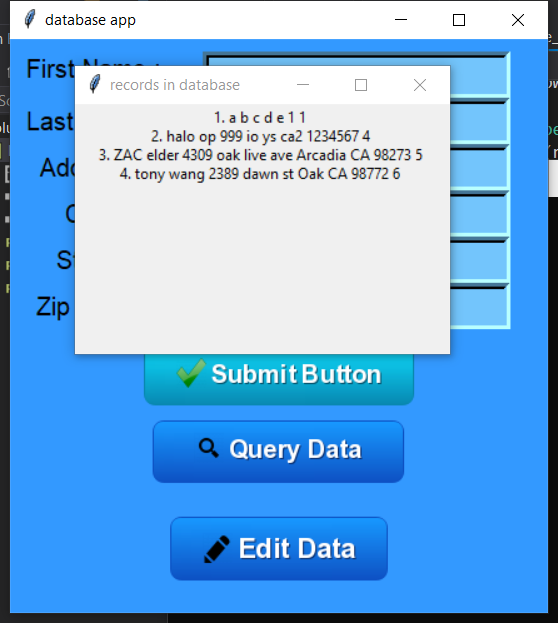 database app
First Name :
records in database
1. a b c d e 1 1
2. halo op 999 io ys ca2 1234567 4
3. ZAC elder 4309 oak live ave Arcadia CA 98273 5
4. tony wang 2389 dawn st Oak CA 98772 6
Last
Zip
Submit Button
Query Data
Edit Data